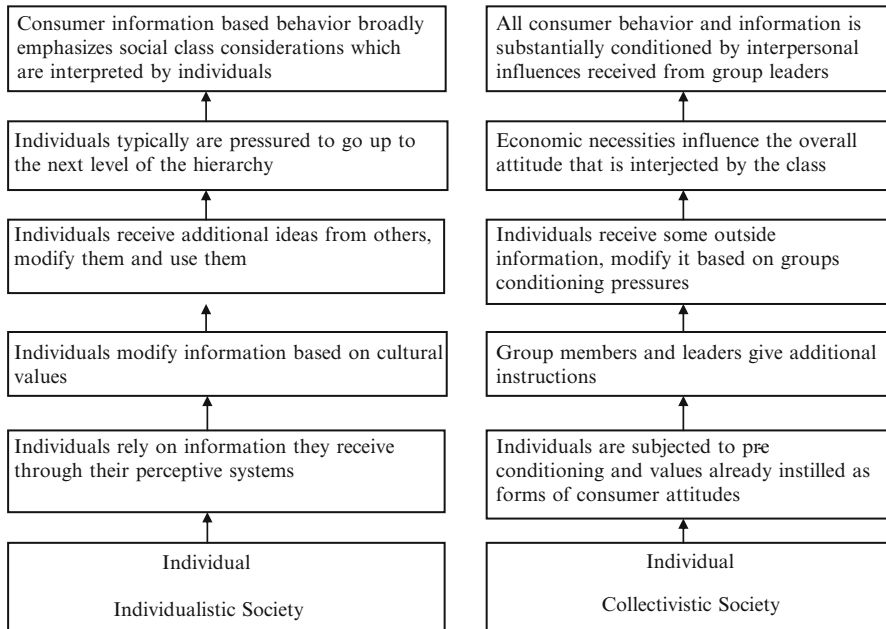 Consumer information based behavior broadly
emphasizes social class considerations which
are interpreted by individuals
Individuals typically are pressured to go up to
the next level of the hierarchy
Individuals receive additional ideas from others,
modify them and use them
Individuals modify information based on cultural
values
Individuals rely on information they receive
through their perceptive systems
Individual
Individualistic Society
All consumer behavior and information is
substantially conditioned by interpersonal
influences received from group leaders
Economic necessities influence the overall
attitude that is interjected by the class
Individuals receive some outside
information, modify it based on groups
conditioning pressures
Group members and leaders give additional
instructions
Individuals are subjected to pre-
conditioning and values already instilled as
forms of consumer attitudes
Individual
Collectivistic Society